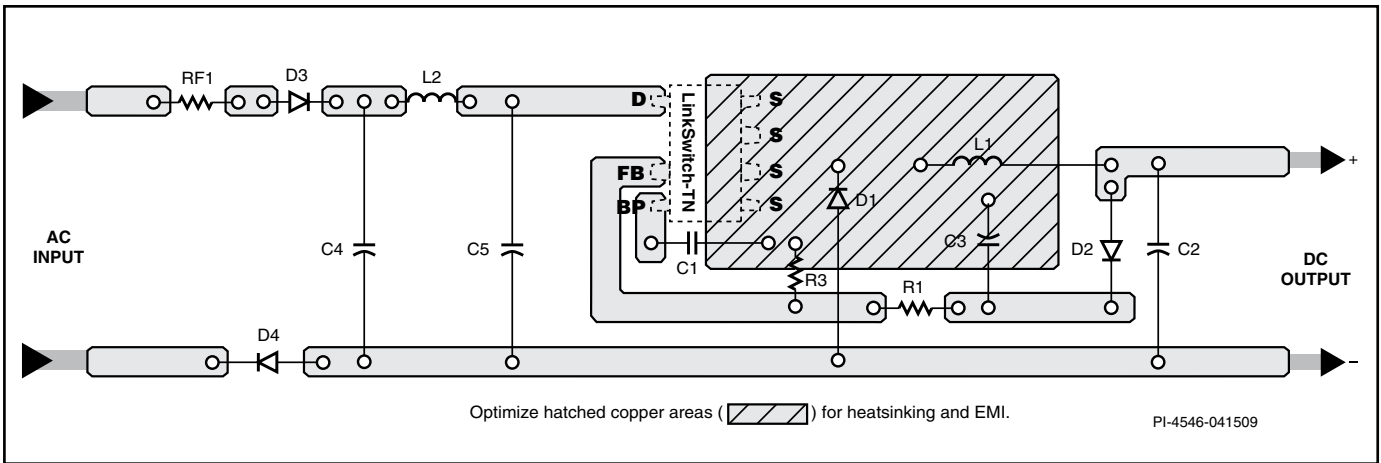 RF1
D3
L2
D
S
S
FB
S
BP
S
LinkSwitch-TN
L1
+
D1
AC
INPUT
C4
C5
C1
R3
C3
R1
D2
C2
DC
OUTPUT
D4
–
Optimize hatched copper areas ( ) for heatsinking and EMI.
PI-4546-041509